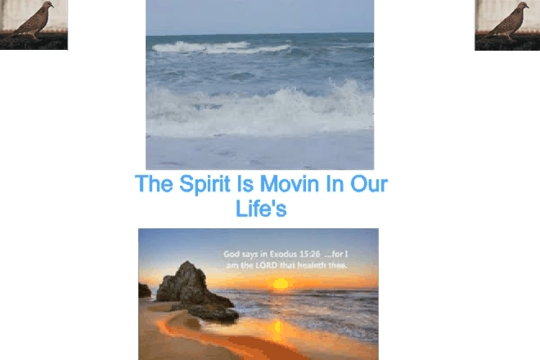 The Spirit Is Movin In Our
Life's
God says in Exodus 15:26 ...for I
am the LORD that healeth thee.